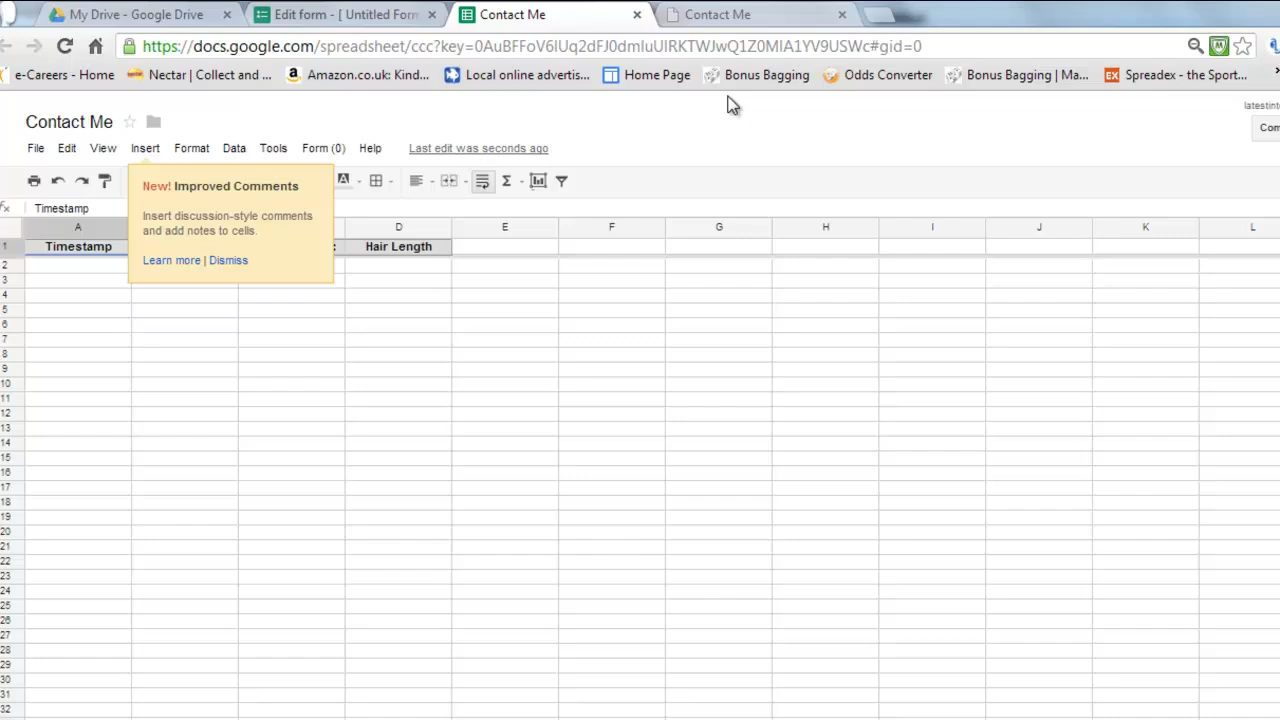 My Drive - Google Drive
Edit form - [ Untitled Form
Contact Me
Contact Me
https://docs.google.com/spreadsheet/ccc?key=0AuBFFoV6lUq2dFJ0dmluUlRKTWJwQ1Z0MlA1YV9USWc#gid=0
e-Careers - Home
Nectar | Collect and ...
Amazon.co.uk: Kind...
Local online advertis...
Home Page
Bonus Bagging
Odds Converter
Bonus Bagging | Ma...
EX Spreadex - the Sport...
latestint
Contact Me
Com
File Edit View Insert Format Data Tools Form (0) Help Last edit was seconds ago
New! Improved Comments
Insert discussion-style comments
and add notes to cells.
Learn more | Dismiss
fx Timestamp
A D E F G H I J K L
1 Timestamp : Hair Length
2
3
4
5
6
7
8
9
10
11
12
13
14
15
16
17
18
19
20
21
22
23
24
25
26
27
28
29
30
31
32